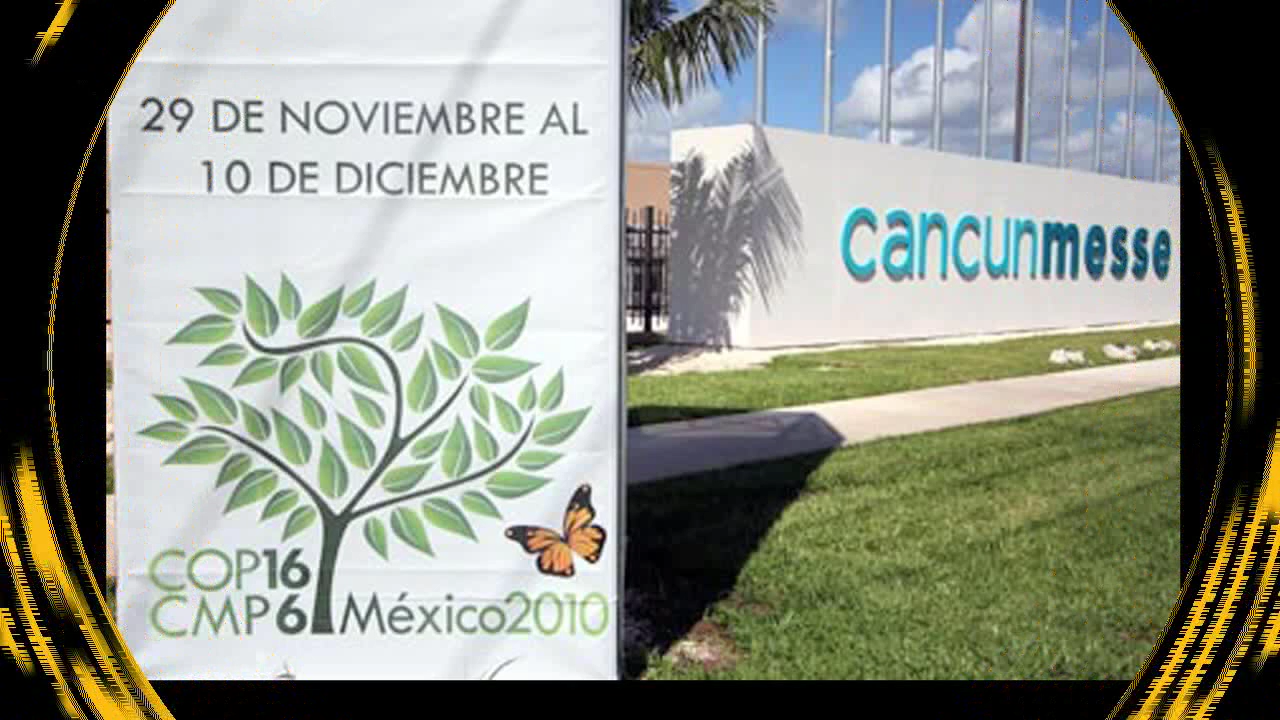 29 DE NOVIEMBRE AL
10 DE DICIEMBRE
COP16
CMP6 México2010
cancunmesse